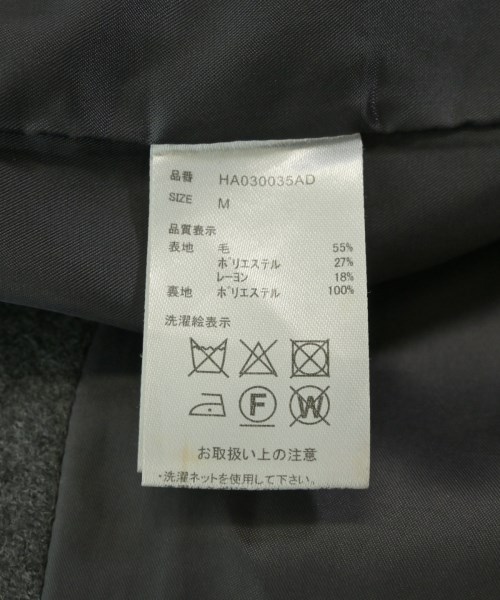 品番 HA030035AD
SIZE M
品質表示
表地 毛 55%
ポリエステル 27%
レーヨン 18%
裏地 ポリエステル 100%
洗濯絵表示
F W
お取扱い上の注意
・洗濯ネットを使用して下さい。